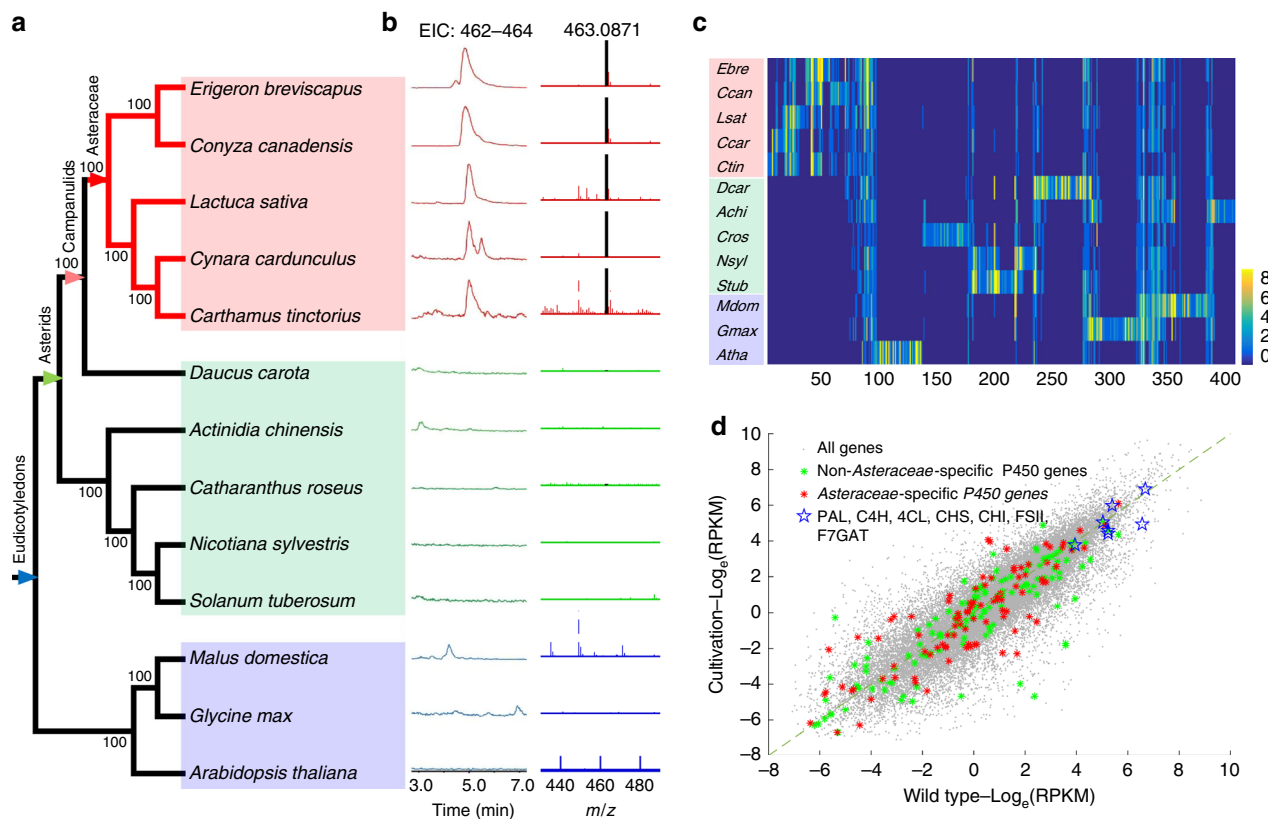 a
Eudicotyledons
Asterids
Campanulids
Asteraceae
100
100
100
100
100
100
100
100
100
100
Erigeron breviscapus
Conyza canadensis
Lactuca sativa
Cynara cardunculus
Carthamus tinctorius
Daucus carota
Actinidia chinensis
Catharanthus roseus
Nicotiana sylvestris
Solanum tuberosum
Malus domestica
Glycine max
Arabidopsis thaliana
b
EIC: 462–464
463.0871
3.0 5.0 7.0
Time (min)
440 460 480
m/z
c
Ebre
Ccan
Lsat
Ccar
Ctin
Dcar
Achi
Cros
Nsyl
Stub
Mdom
Gmax
Atha
50 100 150 200 250 300 350 400
8
6
4
2
0
d
All genes
Non-Asteraceae-specific P450 genes
Asteraceae-specific P450 genes
PAL, C4H, 4CL, CHS, CHI, FSII,
F7GAT
10
8
6
4
2
0
–2
–4
–6
–8
Cultivation–Logₑ(RPKM)
–8 –6 –4 –2 0 2 4 6 8 10
Wild type–Logₑ(RPKM)